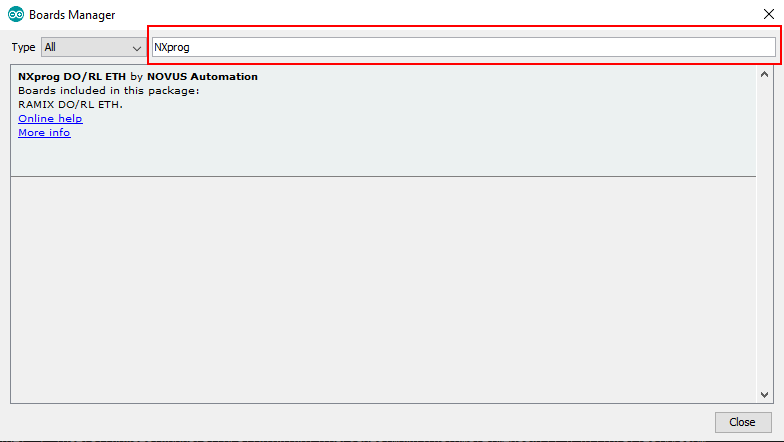 Boards Manager
Type All NXprog
NXprog DO/RL ETH by NOVUS Automation
Boards included in this package:
RAMIX DO/RL ETH.
Online help
More info
Close